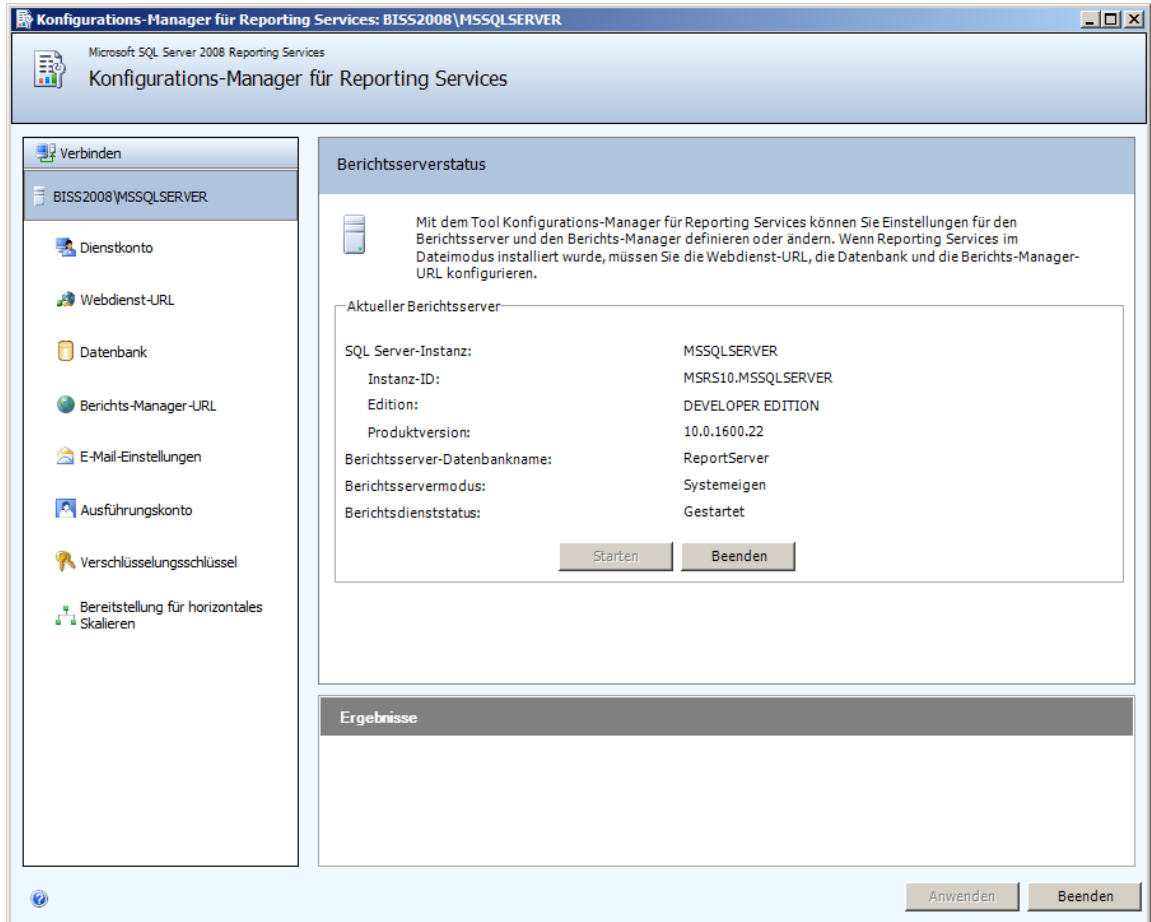 Konfigurations-Manager für Reporting Services: BISS2008\MSSQLSERVER
Microsoft SQL Server 2008 Reporting Services
Konfigurations-Manager für Reporting Services
Verbinden
BISS2008\MSSQLSERVER
Dienstkonto
Webdienst-URL
Datenbank
Berichts-Manager-URL
E-Mail-Einstellungen
Ausführungskonto
Verschlüsselungsschlüssel
Bereitstellung für horizontales
Skalieren
Berichtsserverstatus
Mit dem Tool Konfigurations-Manager für Reporting Services können Sie Einstellungen für den
Berichtsserver und den Berichts-Manager definieren oder ändern. Wenn Reporting Services im
Dateimodus installiert wurde, müssen Sie die Webdienst-URL, die Datenbank und die Berichts-Manager-
URL konfigurieren.
Aktueller Berichtsserver
SQL Server-Instanz: MSSQLSERVER
Instanz-ID: MSRS10.MSSQLSERVER
Edition: DEVELOPER EDITION
Produktversion: 10.0.1600.22
Berichtsserver-Datenbankname: ReportServer
Berichtsservermodus: Systemeigen
Berichtsdienststatus: Gestartet
Starten Beenden
Ergebnisse
Anwenden Beenden